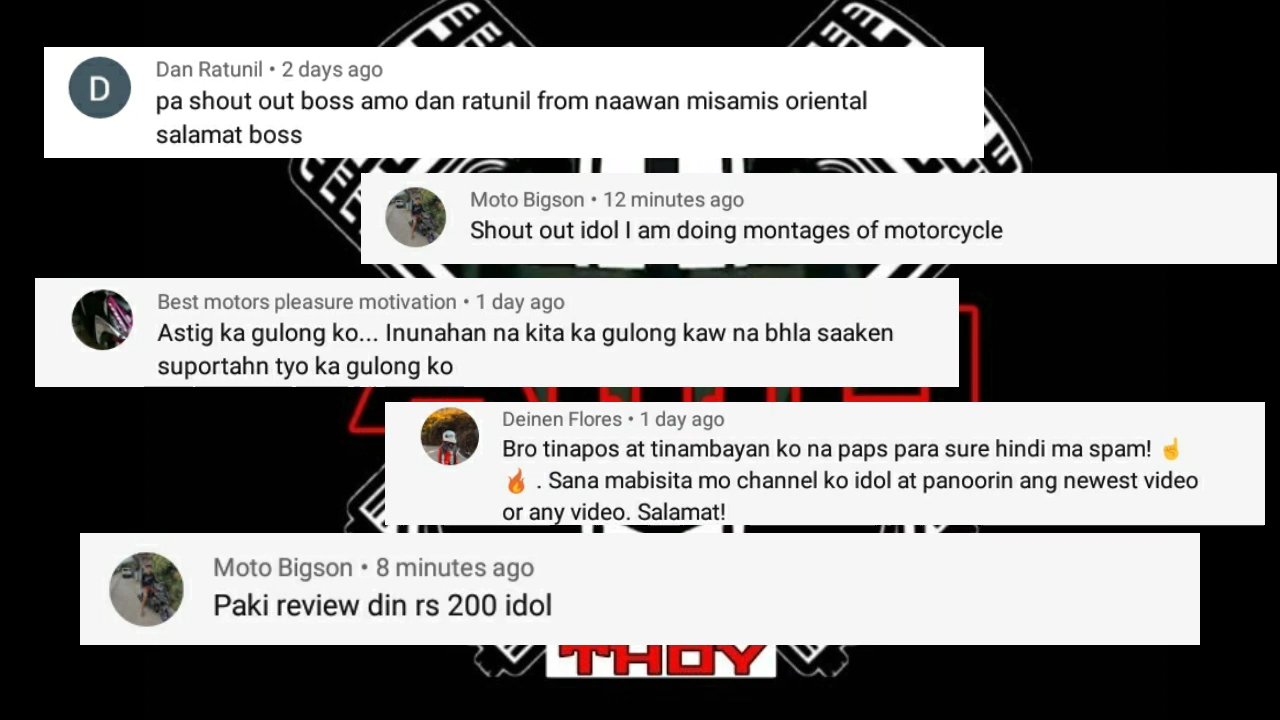 D
Dan Ratunil • 2 days ago
pa shout out boss amo dan ratunil from naawan misamis oriental
salamat boss
Moto Bigson • 12 minutes ago
Shout out idol I am doing montages of motorcycle
Best motors pleasure motivation • 1 day ago
Astig ka gulong ko... Inunahan na kita ka gulong kaw na bhla saaken
suportahn tyo ka gulong ko
Deinen Flores • 1 day ago
Bro tinapos at tinambayan ko na paps para sure hindi ma spam! ☝
🔥 . Sana mabisita mo channel ko idol at panoorin ang newest video
or any video. Salamat!
Moto Bigson • 8 minutes ago
Paki review din rs 200 idol
THOY